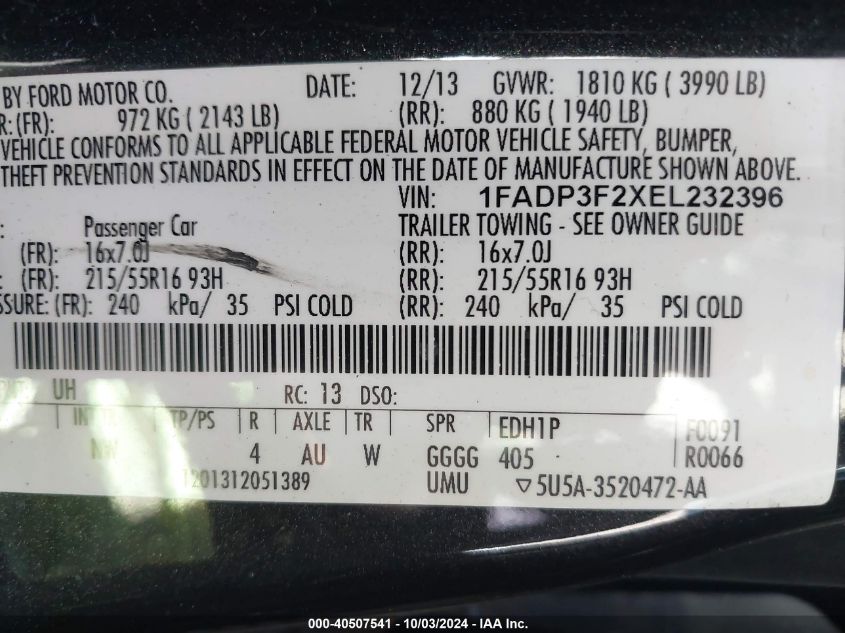 BY FORD MOTOR CO. DATE: 12/13 GVWR: 1810 KG ( 3990 LB)
R: (FR): 972 KG ( 2143 LB) (RR): 880 KG ( 1940 LB)
VEHICLE CONFORMS TO ALL APPLICABLE FEDERAL MOTOR VEHICLE SAFETY, BUMPER,
THEFT PREVENTION STANDARDS IN EFFECT ON THE DATE OF MANUFACTURE SHOWN ABOVE.
VIN: 1FADP3F2XEL232396
: Passenger Car TRAILER TOWING - SEE OWNER GUIDE
(FR): 16x7.0J (RR): 16x7.0J
: (FR): 215/55R16 93H (RR): 215/55R16 93H
SSURE: (FR): 240 kPa/ 35 PSI COLD (RR): 240 kPa/ 35 PSI COLD
UH RC: 13 DSO:
TP/PS R AXLE TR SPR EDH1P F0091
NW 4 AU W GGGG 405 R0066
1201312051389 UMU ▽ 5U5A-3520472-AA
000-40507541 - 10/03/2024 - IAA Inc.